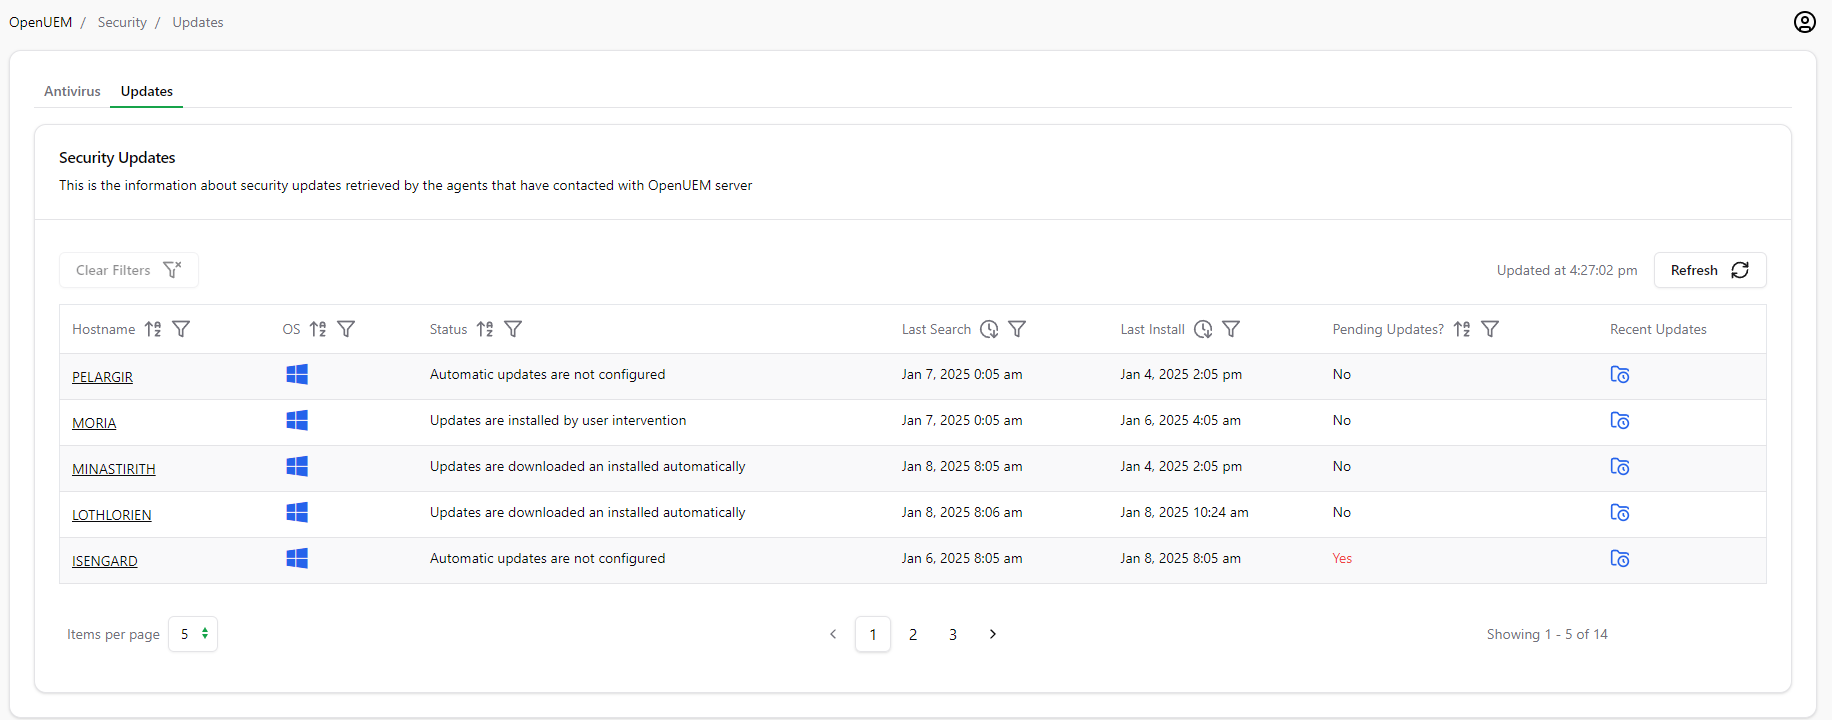 OpenUEM / Security / Updates
Antivirus Updates
Security Updates
This is the information about security updates retrieved by the agents that have contacted with OpenUEM server
Clear Filters Updated at 4:27:02 pm Refresh
Hostname OS Status Last Search Last Install Pending Updates? Recent Updates
PELARGIR Automatic updates are not configured Jan 7, 2025 0:05 am Jan 4, 2025 2:05 pm No
MORIA Updates are installed by user intervention Jan 7, 2025 0:05 am Jan 6, 2025 4:05 am No
MINASTIRITH Updates are downloaded an installed automatically Jan 8, 2025 8:05 am Jan 4, 2025 2:05 pm No
LOTHLORIEN Updates are downloaded an installed automatically Jan 8, 2025 8:06 am Jan 8, 2025 10:24 am No
ISENGARD Automatic updates are not configured Jan 6, 2025 8:05 am Jan 8, 2025 8:05 am Yes
Items per page 5 1 2 3 Showing 1 - 5 of 14